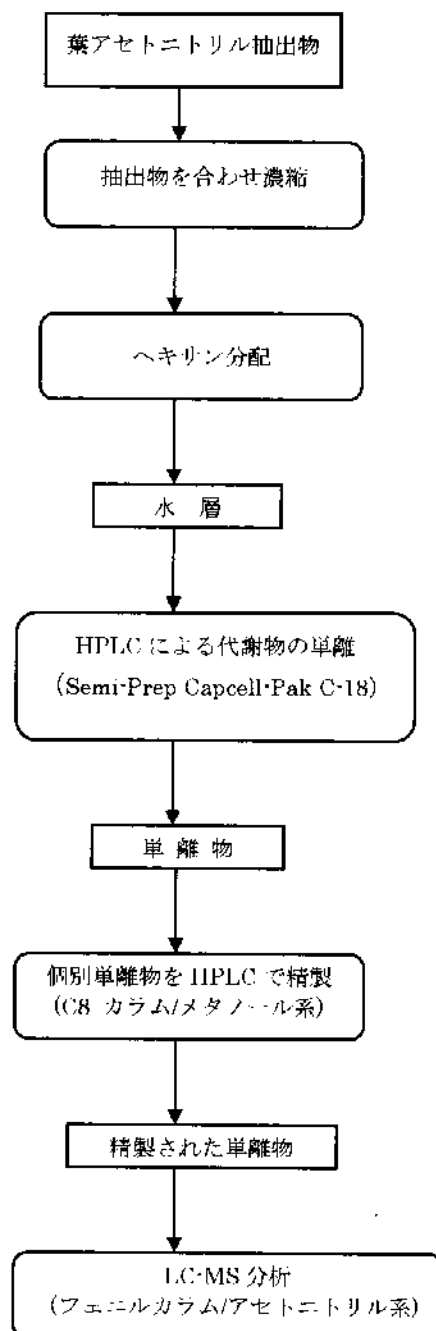 葉アセトニトリル抽出物
抽出物を合わせ濃縮
ヘキサン分配
水 層
HPLC による代謝物の単離
(Semi-Prep Capcell-Pak C-18)
単 離 物
個別単離物を HPLC で精製
(C8 カラム/メタノール系)
精製された単離物
LC-MS 分析
(フェニルカラム/アセトニトリル系)